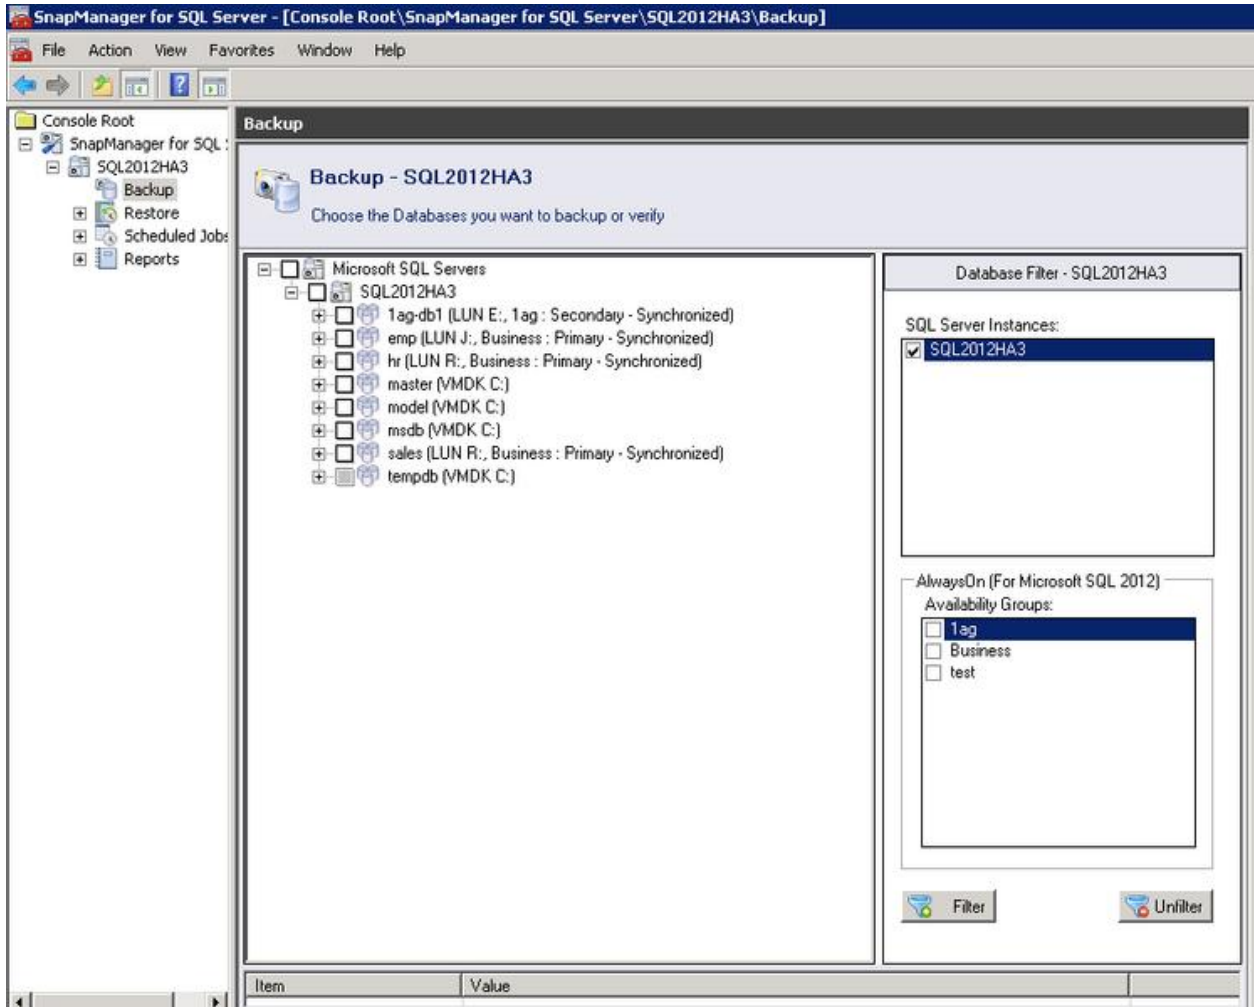 SnapManager for SQL Server - [Console Root\SnapManager for SQL Server\SQL2012HA3\Backup]
File Action View Favorites Window Help
Console Root
SnapManager for SQL
SQL2012HA3
Backup
Restore
Scheduled Jobs
Reports
Backup
Backup - SQL2012HA3
Choose the Databases you want to backup or verify
Microsoft SQL Servers
SQL2012HA3
1ag-db1 (LUN E:, 1ag : Secondary - Synchronized)
emp (LUN J:, Business : Primary - Synchronized)
hr (LUN R:, Business : Primary - Synchronized)
master (VMDK C:)
model (VMDK C:)
msdb (VMDK C:)
sales (LUN R:, Business : Primary - Synchronized)
tempdb (VMDK C:)
Database Filter - SQL2012HA3
SQL Server Instances:
SQL2012HA3
AlwaysOn (For Microsoft SQL 2012)
Availability Groups:
1ag
Business
test
Filter
Unfilter
Item Value